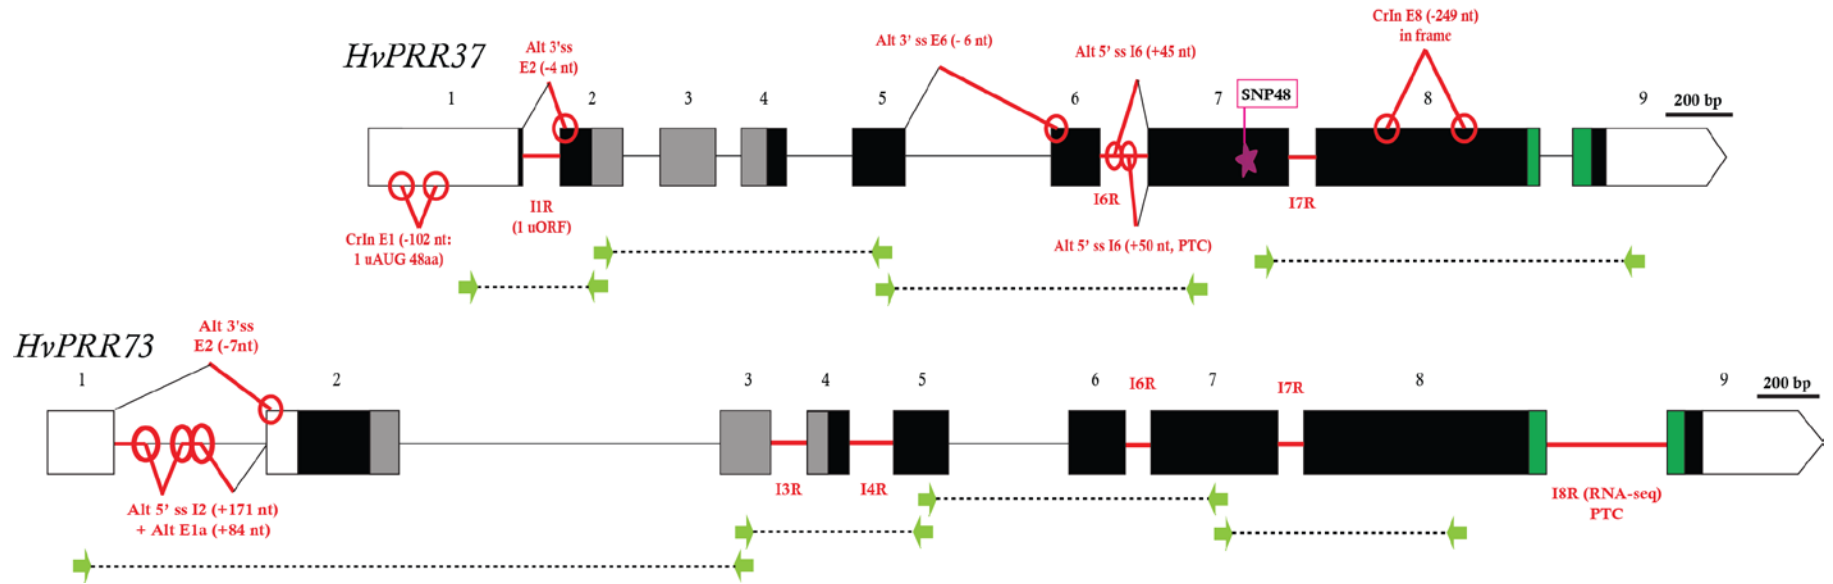 HvPRR37
Alt 3'ss
E2 (-4 nt)
Alt 3' ss E6 (- 6 nt)
Alt 5' ss I6 (+45 nt)
CrIn E8 (-249 nt)
in frame
1
2
3
4
5
6
7
SNP48
8
9
200 bp
I1R
(1 uORF)
I6R
I7R
CrIn E1 (-102 nt:
1 uAUG 48aa)
Alt 5' ss I6 (+50 nt, PTC)
HvPRR73
Alt 3'ss
E2 (-7nt)
1
2
3
4
5
6
I6R
7
I7R
8
9
200 bp
I3R
I4R
Alt 5' ss I2 (+171 nt)
+ Alt E1a (+84 nt)
I8R (RNA-seq)
PTC